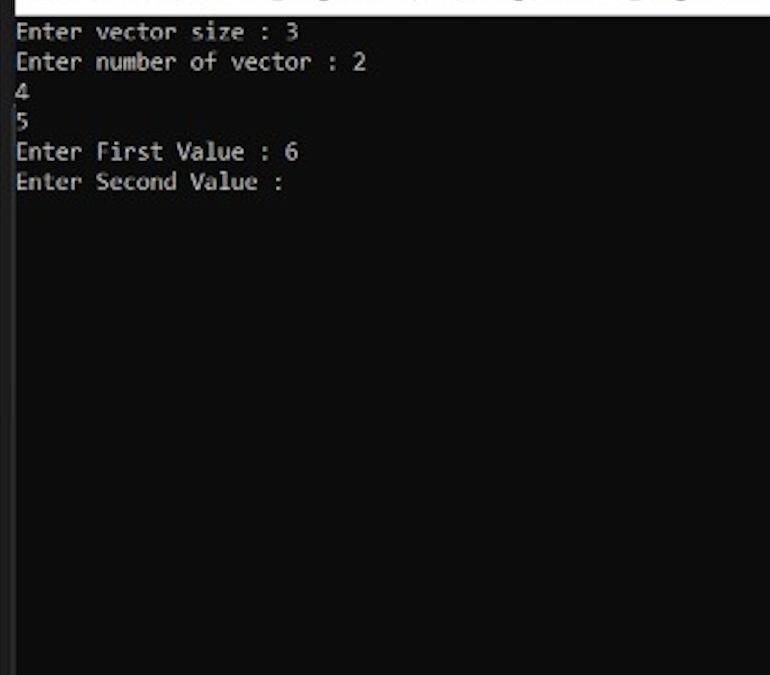 Enter vector size : 3
Enter number of vector : 2
4
5
Enter First Value : 6
Enter Second Value :